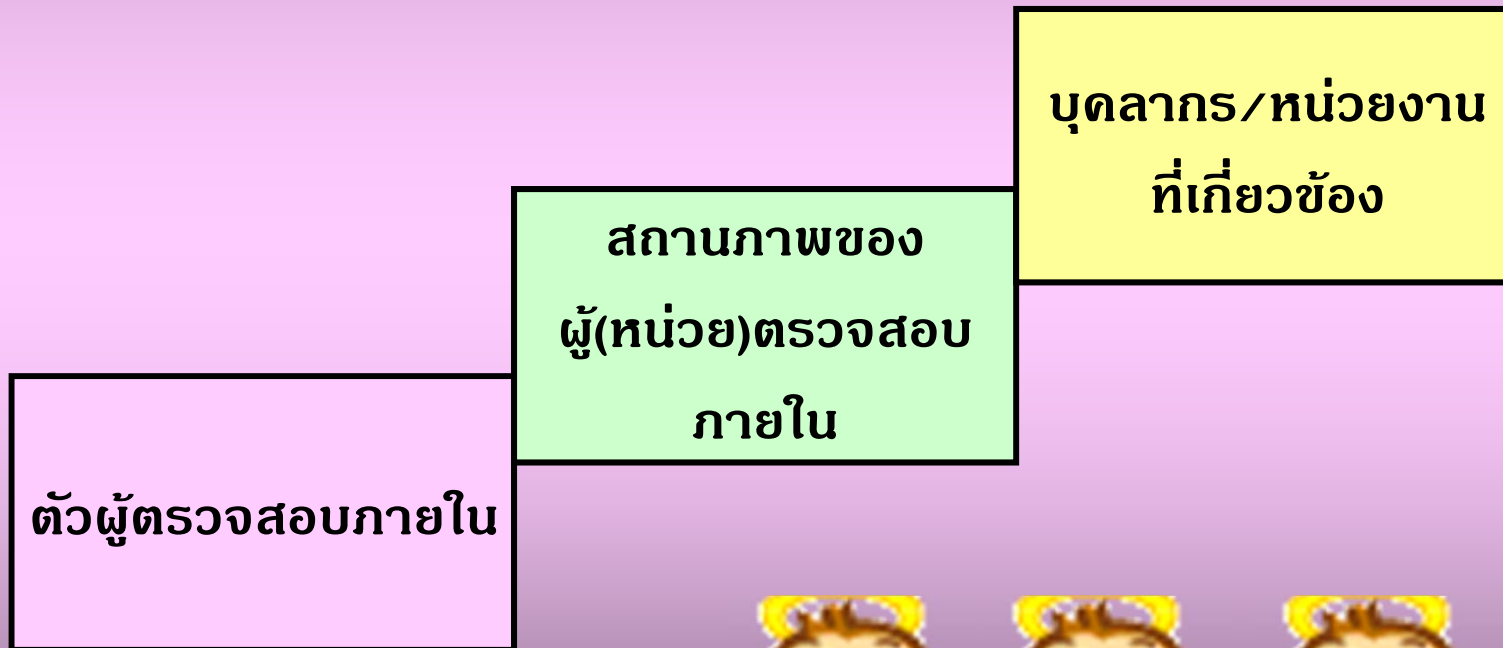 บุคลากร/หน่วยงาน
ที่เกี่ยวข้อง
สถานภาพของ
ผู้(หน่วย)ตรวจสอบ
ภายใน
ตัวผู้ตรวจสอบภายใน